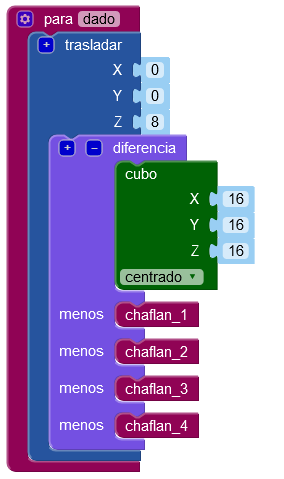 para dado
trasladar
X 0
Y 0
Z 8
+ − diferencia
cubo
X 16
Y 16
Z 16
centrado ▾
menos chaflan_1
menos chaflan_2
menos chaflan_3
menos chaflan_4